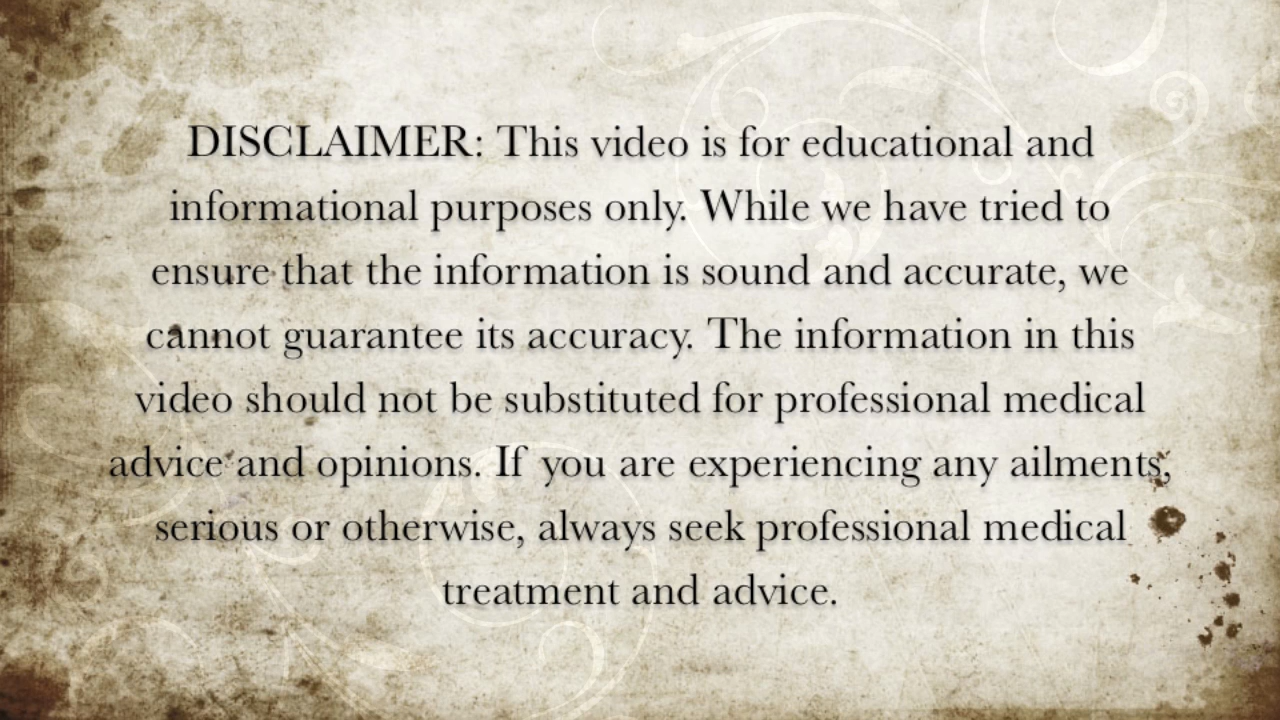 DISCLAIMER: This video is for educational and
informational purposes only. While we have tried to
ensure that the information is sound and accurate, we
cannot guarantee its accuracy. The information in this
video should not be substituted for professional medical
advice and opinions. If you are experiencing any ailments,
serious or otherwise, always seek professional medical
treatment and advice.